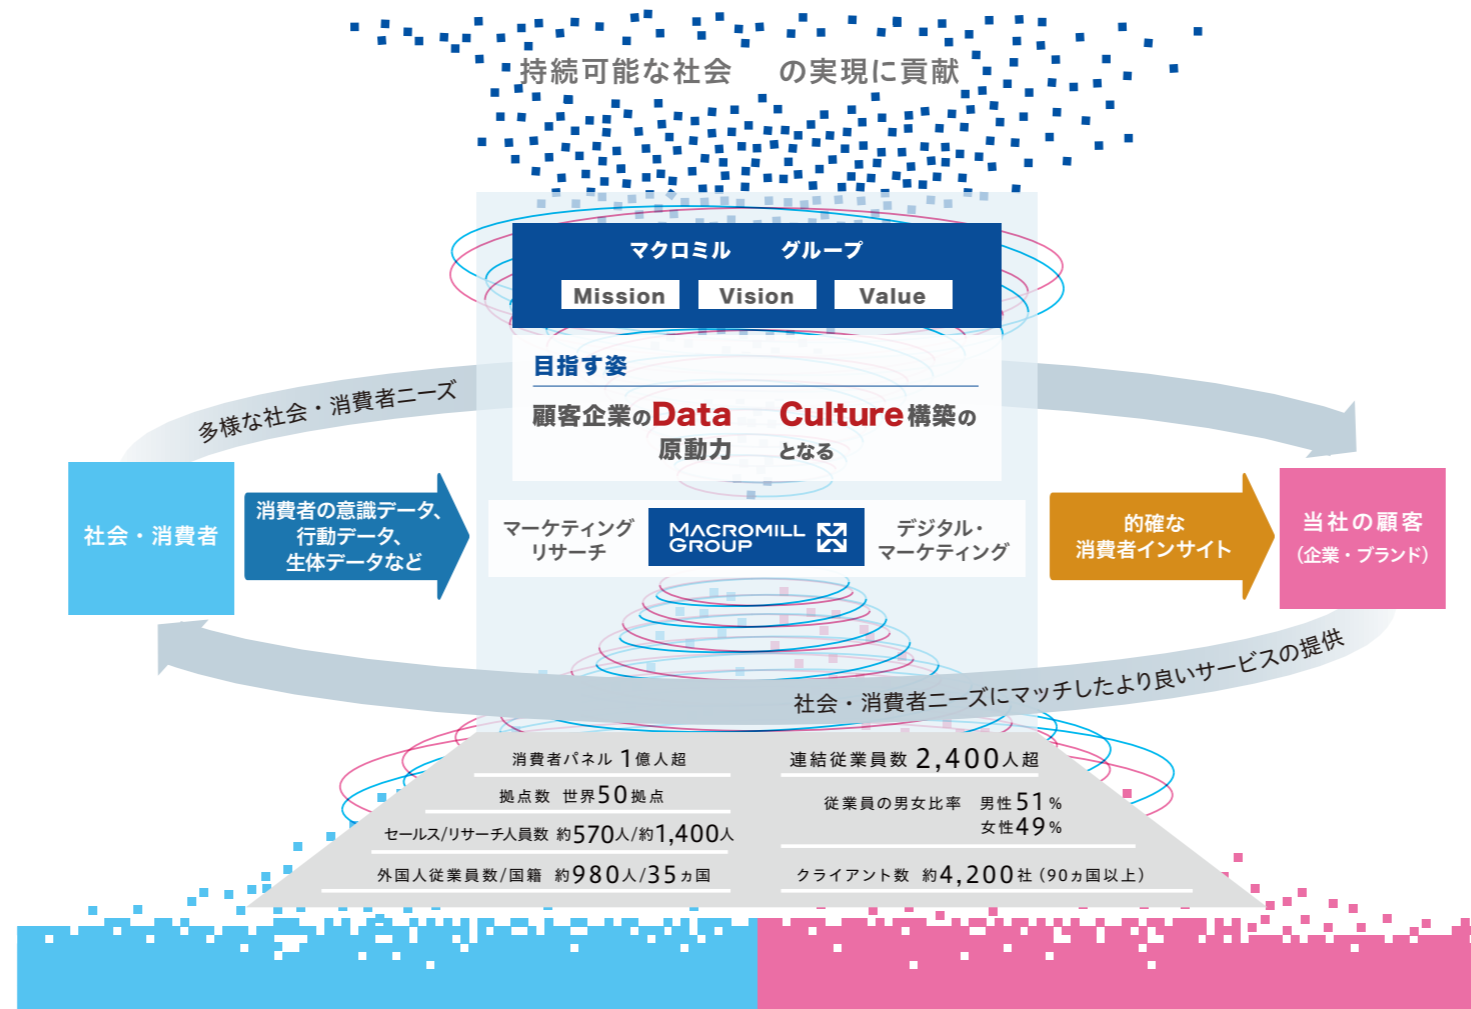 持続可能な社会 の実現に貢献
マクロミル グループ
Mission Vision Value
目指す姿
顧客企業のData Culture構築の
原動力 となる
多様な社会・消費者ニーズ
社会・消費者
消費者の意識データ、
行動データ、
生体データなど
マーケティング
リサーチ
MACROMILL
GROUP
デジタル・
マーケティング
的確な
消費者インサイト
当社の顧客
(企業・ブランド)
社会・消費者ニーズにマッチしたより良いサービスの提供
消費者パネル 1億人超
拠点数 世界50拠点
セールス/リサーチ人員数 約570人/約1,400人
外国人従業員数/国籍 約980人/35ヵ国
連結従業員数 2,400人超
従業員の男女比率 男性51%
女性49%
クライアント数 約4,200社(90ヵ国以上)